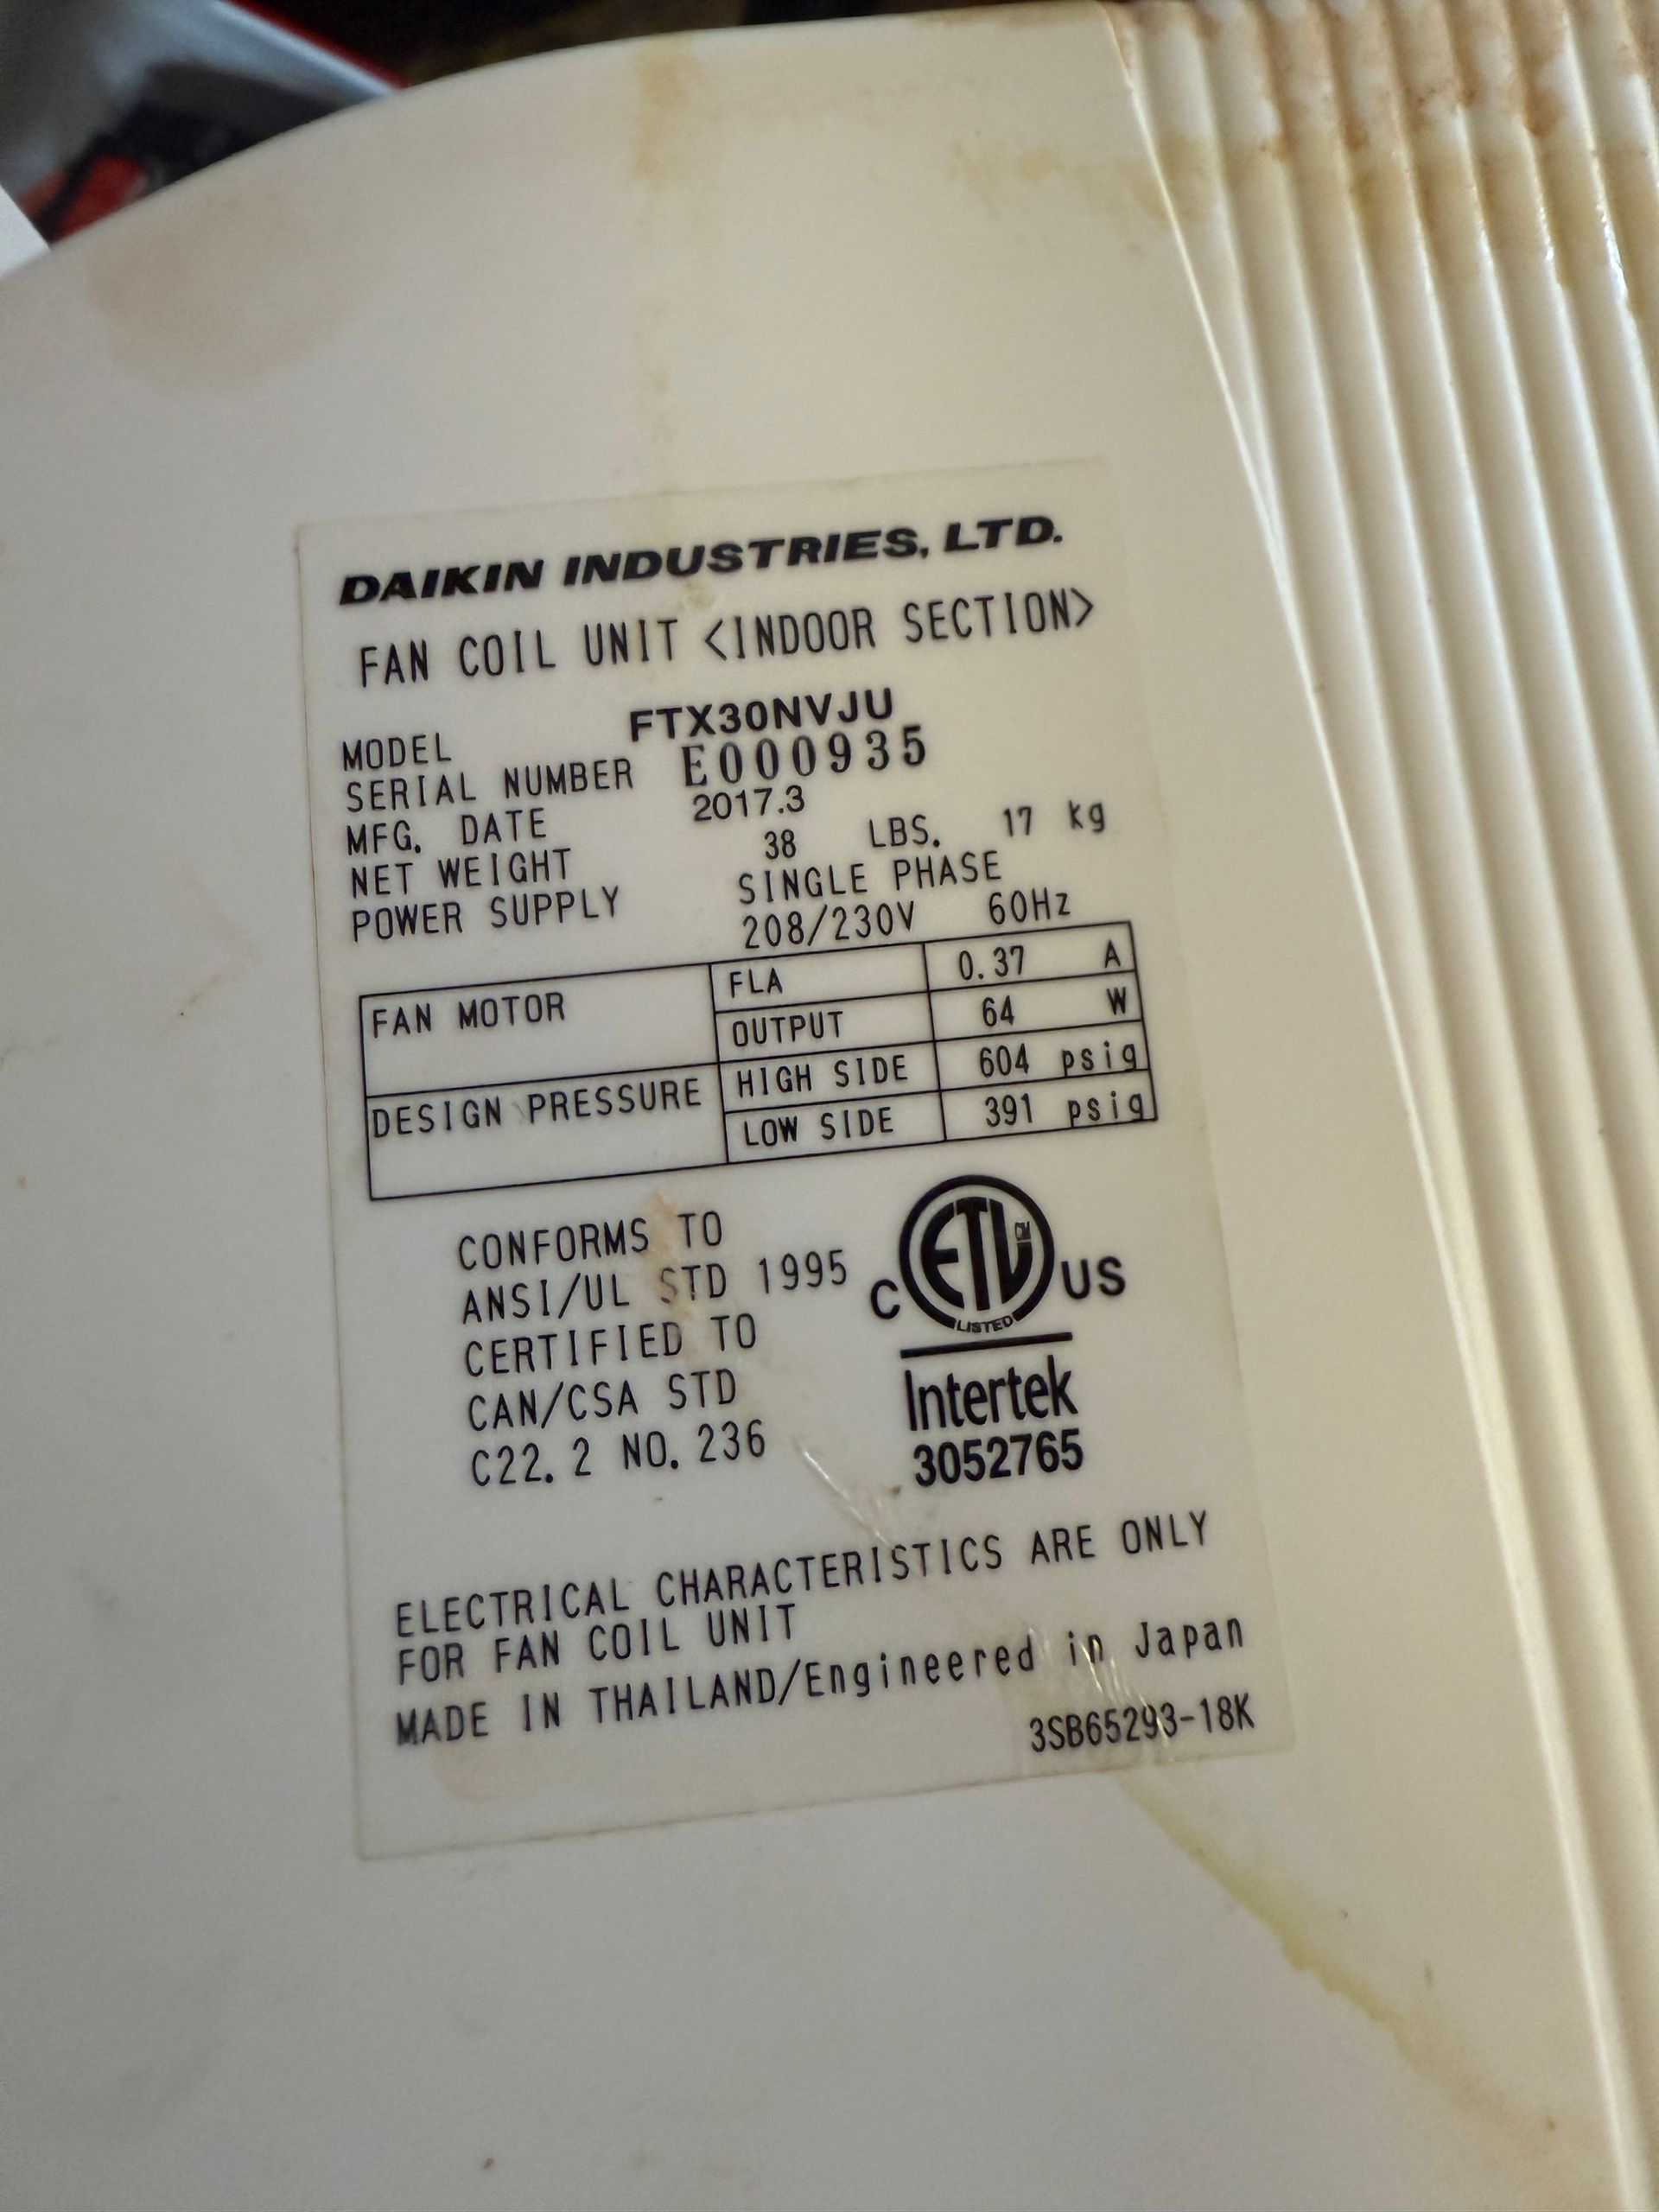 DAIKIN INDUSTRIES, LTD.
FAN COIL UNIT <INDOOR SECTION>
MODEL FTX30NVJU
SERIAL NUMBER E000935
MFG. DATE 2017.3
NET WEIGHT 38 LBS. 17 kg
POWER SUPPLY SINGLE PHASE
208/230V 60Hz
FAN MOTOR FLA 0.37 A
OUTPUT 64 W
DESIGN PRESSURE HIGH SIDE 604 psig
LOW SIDE 391 psig
CONFORMS TO
ANSI/UL STD 1995
CERTIFIED TO
CAN/CSA STD
C22.2 NO.236
C ETL CM US
LISTED
Intertek
3052765
ELECTRICAL CHARACTERISTICS ARE ONLY
FOR FAN COIL UNIT
MADE IN THAILAND/Engineered in Japan
3SB65293-18K